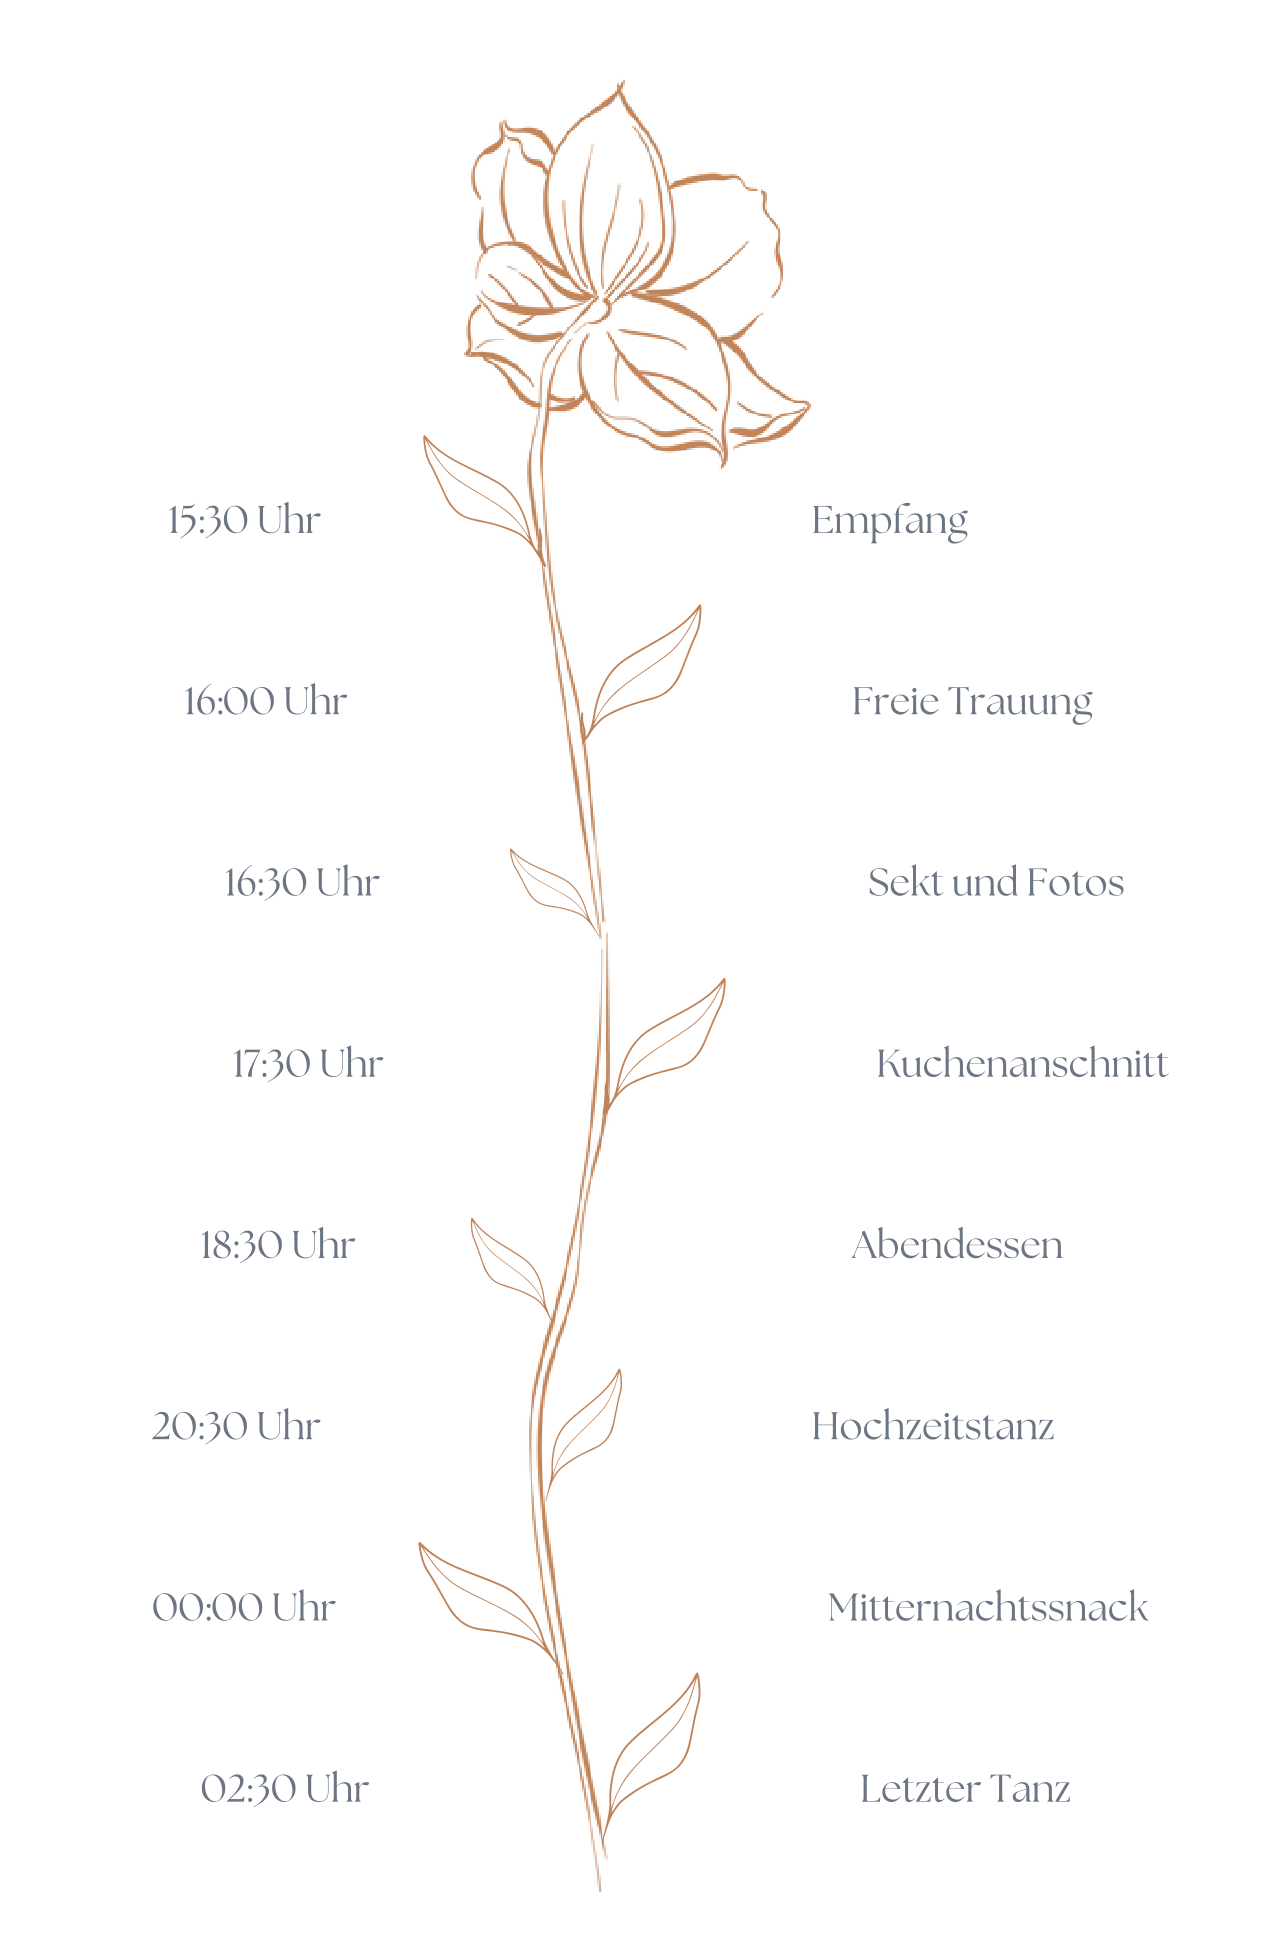 15:30 Uhr Empfang
16:00 Uhr Freie Trauung
16:30 Uhr Sekt und Fotos
17:30 Uhr Kuchenanschnitt
18:30 Uhr Abendessen
20:30 Uhr Hochzeitstanz
00:00 Uhr Mitternachtssnack
02:30 Uhr Letzter Tanz